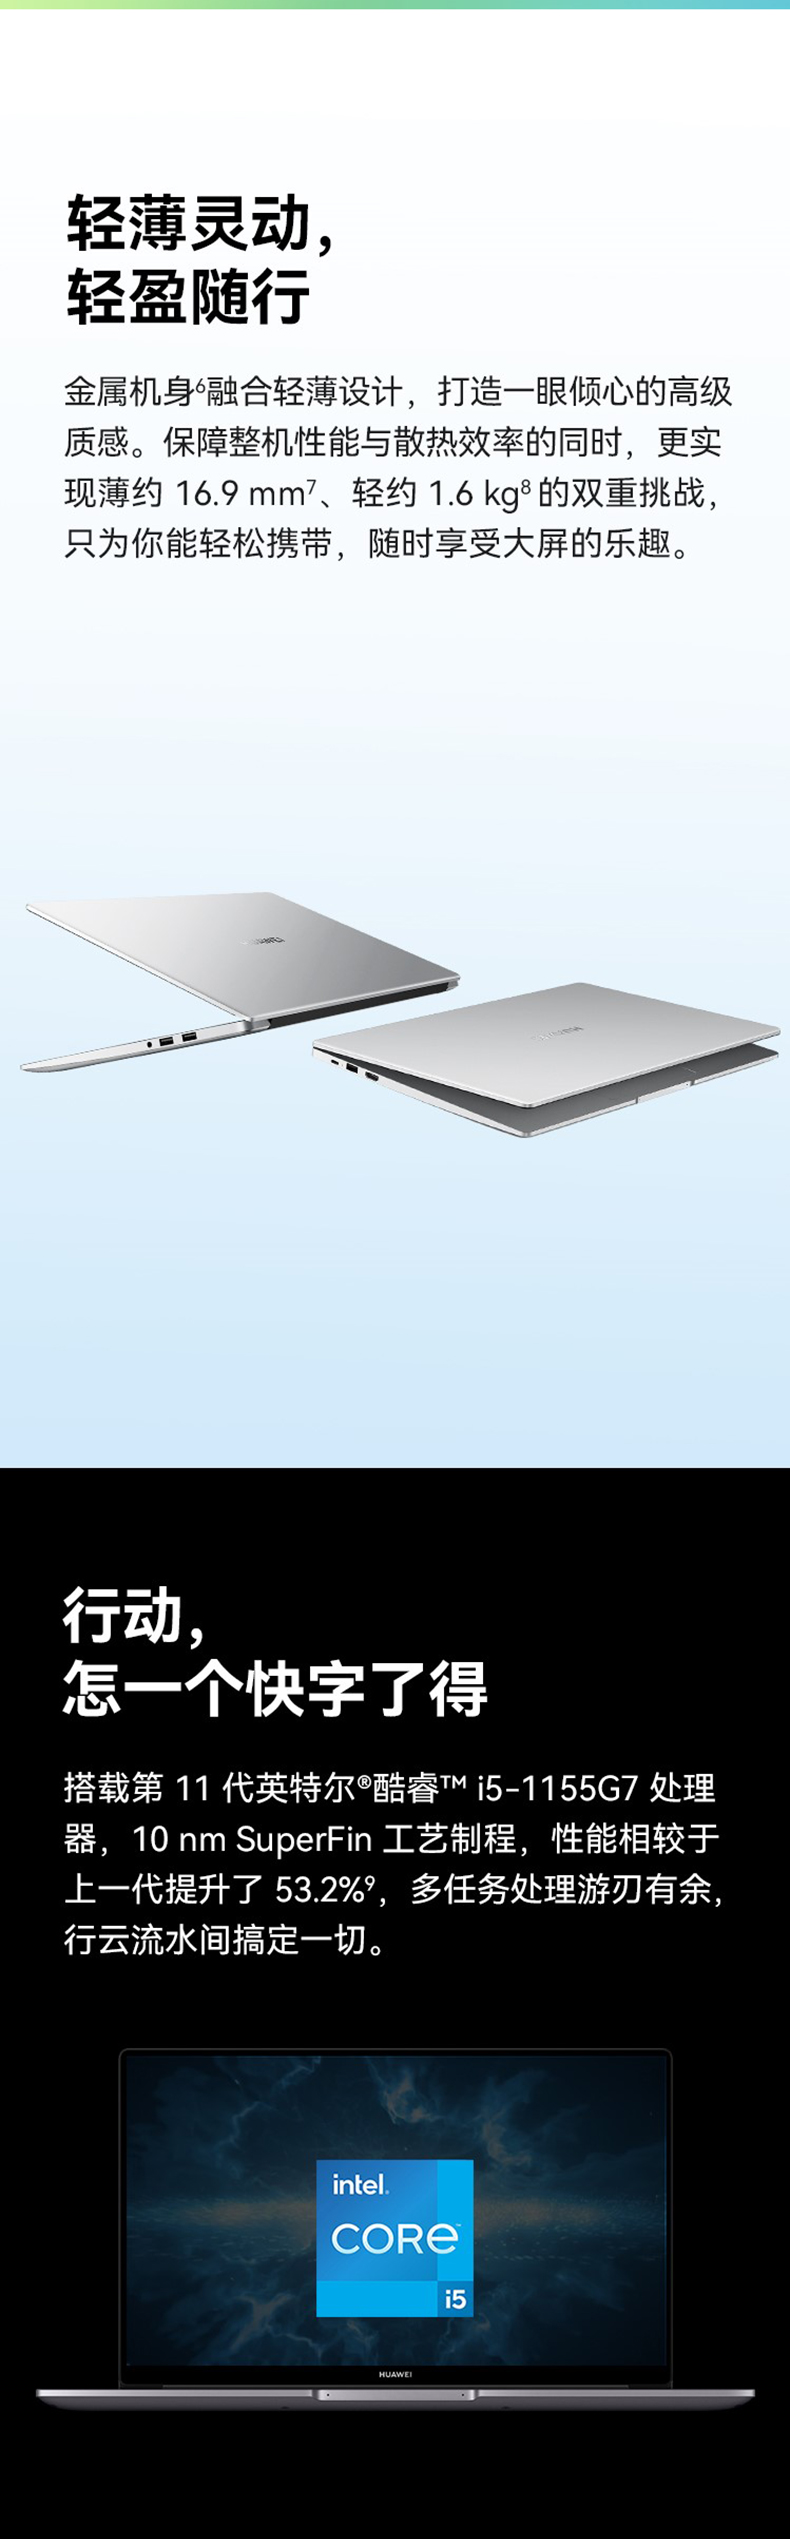 轻薄灵动，
轻盈随行
金属机身⁶融合轻薄设计，打造一眼倾心的高级
质感。保障整机性能与散热效率的同时，更实
现薄约 16.9 mm⁷、轻约 1.6 kg⁸ 的双重挑战，
只为你能轻松携带，随时享受大屏的乐趣。
HUAWEI
HUAWEI
行动，
怎一个快字了得
搭载第 11 代英特尔®酷睿™ i5-1155G7 处理
器，10 nm SuperFin 工艺制程，性能相较于
上一代提升了 53.2%⁹，多任务处理游刃有余，
行云流水间搞定一切。
intel.
CORe™
i5
HUAWEI